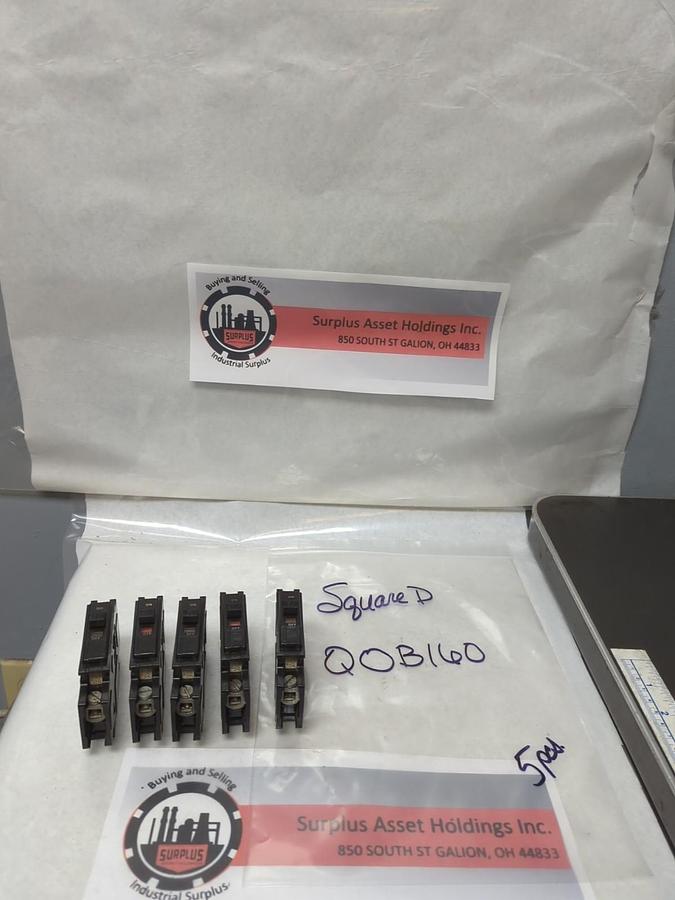 Buying and Selling
SURPLUS
Industrial Surplus
Surplus Asset Holdings Inc.
850 SOUTH ST GALION, OH 44833
Square D
QOB160
5pcs
Buying and Selling
SURPLUS
Industrial Surplus
Surplus Asset Holdings Inc.
850 SOUTH ST GALION, OH 44833